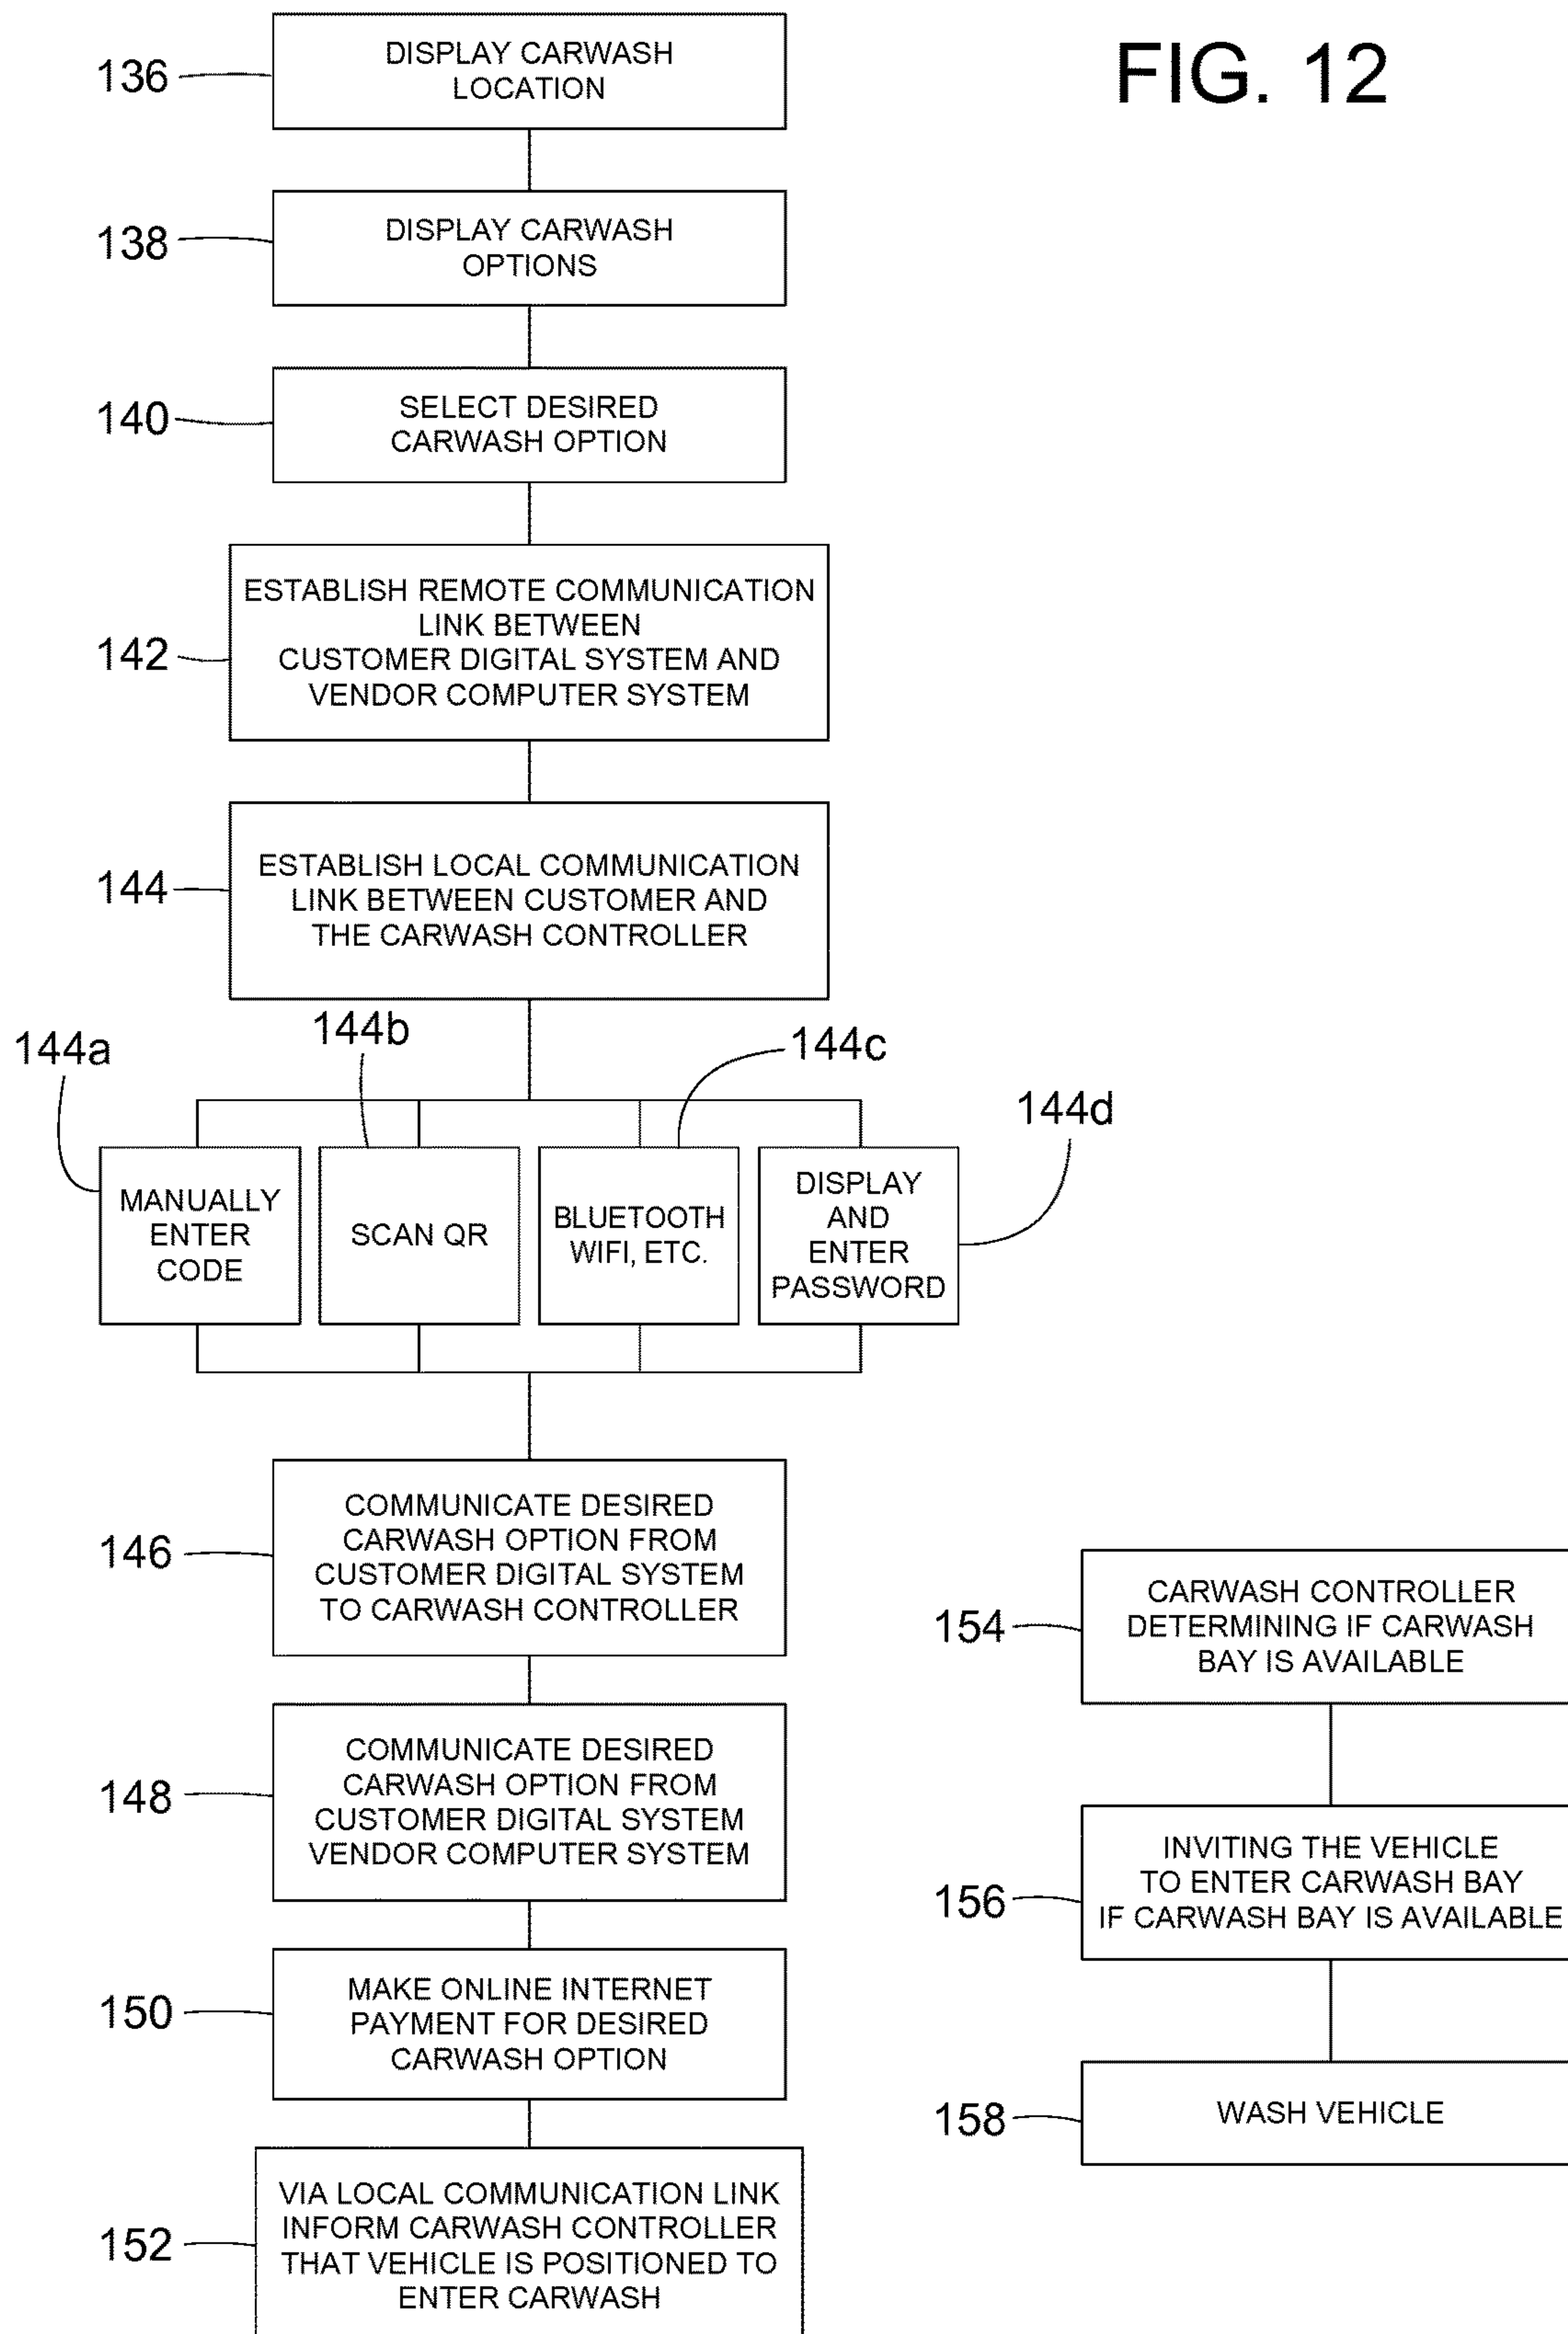 FIG. 12
136
DISPLAY CARWASH
LOCATION
138
DISPLAY CARWASH
OPTIONS
140
SELECT DESIRED
CARWASH OPTION
142
ESTABLISH REMOTE COMMUNICATION
LINK BETWEEN
CUSTOMER DIGITAL SYSTEM AND
VENDOR COMPUTER SYSTEM
144
ESTABLISH LOCAL COMMUNICATION
LINK BETWEEN CUSTOMER AND
THE CARWASH CONTROLLER
144a
MANUALLY
ENTER
CODE
144b
SCAN QR
144c
BLUETOOTH
WIFI, ETC.
144d
DISPLAY
AND
ENTER
PASSWORD
146
COMMUNICATE DESIRED
CARWASH OPTION FROM
CUSTOMER DIGITAL SYSTEM
TO CARWASH CONTROLLER
148
COMMUNICATE DESIRED
CARWASH OPTION FROM
CUSTOMER DIGITAL SYSTEM
VENDOR COMPUTER SYSTEM
150
MAKE ONLINE INTERNET
PAYMENT FOR DESIRED
CARWASH OPTION
152
VIA LOCAL COMMUNICATION LINK
INFORM CARWASH CONTROLLER
THAT VEHICLE IS POSITIONED TO
ENTER CARWASH
154
CARWASH CONTROLLER
DETERMINING IF CARWASH
BAY IS AVAILABLE
156
INVITING THE VEHICLE
TO ENTER CARWASH BAY
IF CARWASH BAY IS AVAILABLE
158
WASH VEHICLE